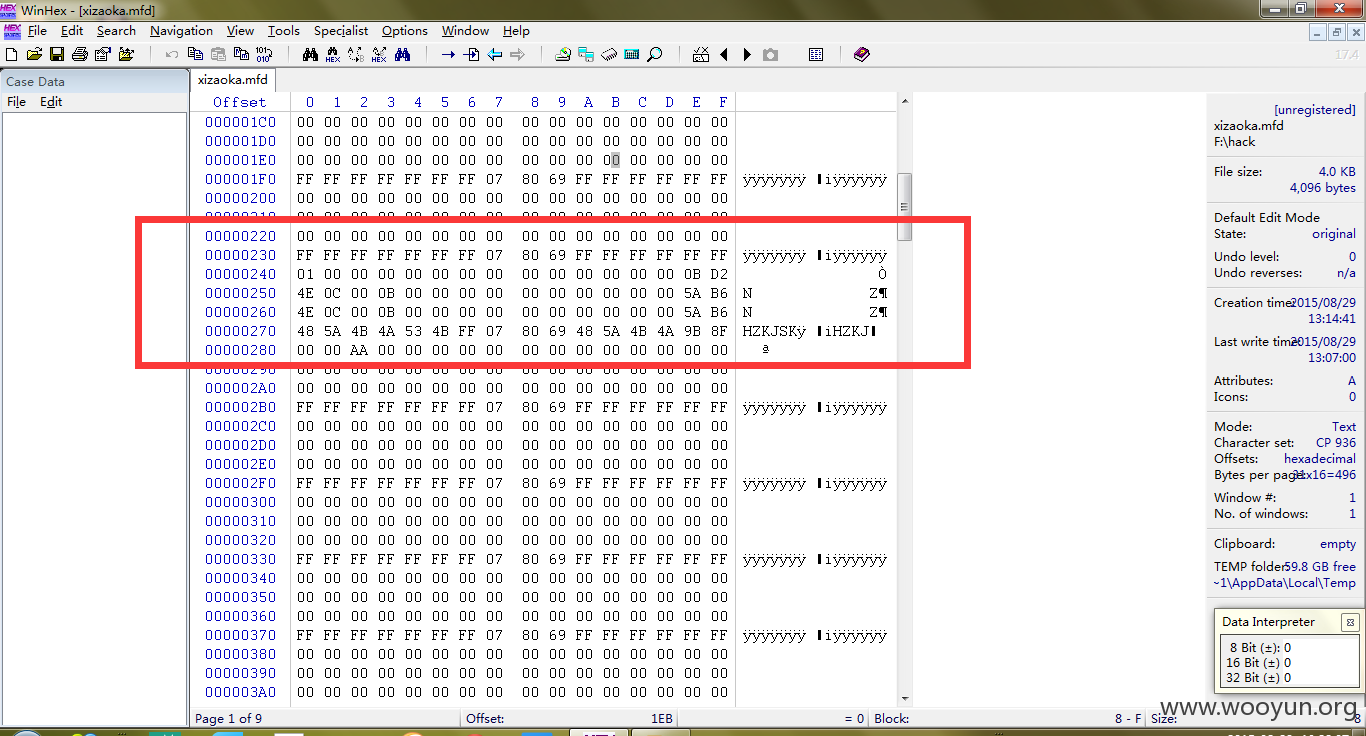 WinHex - [xizaoka.mfd]
File Edit Search Navigation View Tools Specialist Options Window Help
17.4
Case Data
File Edit
xizaoka.mfd
Offset 0 1 2 3 4 5 6 7 8 9 A B C D E F
000001C0 00 00 00 00 00 00 00 00 00 00 00 00 00 00 00 00
000001D0 00 00 00 00 00 00 00 00 00 00 00 00 00 00 00 00
000001E0 00 00 00 00 00 00 00 00 00 00 00 00 00 00 00 00
000001F0 FF FF FF FF FF FF FF 07 80 69 FF FF FF FF FF FF ÿÿÿÿÿÿÿ iÿÿÿÿÿÿ
00000200 00 00 00 00 00 00 00 00 00 00 00 00 00 00 00 00
00000220 00 00 00 00 00 00 00 00 00 00 00 00 00 00 00 00
00000230 FF FF FF FF FF FF FF 07 80 69 FF FF FF FF FF FF ÿÿÿÿÿÿÿ iÿÿÿÿÿÿ
00000240 01 00 00 00 00 00 00 00 00 00 00 00 00 00 0B D2 Ò
00000250 4E 0C 00 0B 00 00 00 00 00 00 00 00 00 00 5A B6 N Z¶
00000260 4E 0C 00 0B 00 00 00 00 00 00 00 00 00 00 5A B6 N Z¶
00000270 48 5A 4B 4A 53 4B FF 07 80 69 48 5A 4B 4A 9B 8F HZKJSKÿ iHZKJ
00000280 00 00 AA 00 00 00 00 00 00 00 00 00 00 00 00 00 ª
00000290 00 00 00 00 00 00 00 00 00 00 00 00 00 00 00 00
000002A0 00 00 00 00 00 00 00 00 00 00 00 00 00 00 00 00
000002B0 FF FF FF FF FF FF FF 07 80 69 FF FF FF FF FF FF ÿÿÿÿÿÿÿ iÿÿÿÿÿÿ
000002C0 00 00 00 00 00 00 00 00 00 00 00 00 00 00 00 00
000002D0 00 00 00 00 00 00 00 00 00 00 00 00 00 00 00 00
000002E0 00 00 00 00 00 00 00 00 00 00 00 00 00 00 00 00
000002F0 FF FF FF FF FF FF FF 07 80 69 FF FF FF FF FF FF ÿÿÿÿÿÿÿ iÿÿÿÿÿÿ
00000300 00 00 00 00 00 00 00 00 00 00 00 00 00 00 00 00
00000310 00 00 00 00 00 00 00 00 00 00 00 00 00 00 00 00
00000320 00 00 00 00 00 00 00 00 00 00 00 00 00 00 00 00
00000330 FF FF FF FF FF FF FF 07 80 69 FF FF FF FF FF FF ÿÿÿÿÿÿÿ iÿÿÿÿÿÿ
00000340 00 00 00 00 00 00 00 00 00 00 00 00 00 00 00 00
00000350 00 00 00 00 00 00 00 00 00 00 00 00 00 00 00 00
00000360 00 00 00 00 00 00 00 00 00 00 00 00 00 00 00 00
00000370 FF FF FF FF FF FF FF 07 80 69 FF FF FF FF FF FF ÿÿÿÿÿÿÿ iÿÿÿÿÿÿ
00000380 00 00 00 00 00 00 00 00 00 00 00 00 00 00 00 00
00000390 00 00 00 00 00 00 00 00 00 00 00 00 00 00 00 00
000003A0 00 00 00 00 00 00 00 00 00 00 00 00 00 00 00 00
[unregistered]
xizaoka.mfd
F:\hack
File size: 4.0 KB
4,096 bytes
Default Edit Mode
State: original
Undo level: 0
Undo reverses: n/a
Creation time: 2015/08/29
13:14:41
Last write time: 2015/08/29
13:07:00
Attributes: A
Icons: 0
Mode: Text
Character set: CP 936
Offsets: hexadecimal
Bytes per page: 31x16=496
Window #: 1
No. of windows: 1
Clipboard: empty
TEMP folder: 59.8 GB free
~1\AppData\Local\Temp
Data Interpreter
8 Bit (±): 0
16 Bit (±) 0
32 Bit (±) 0
www.wooyun.org
Page 1 of 9 Offset: 1EB = 0 Block: 8 - F Size: 8